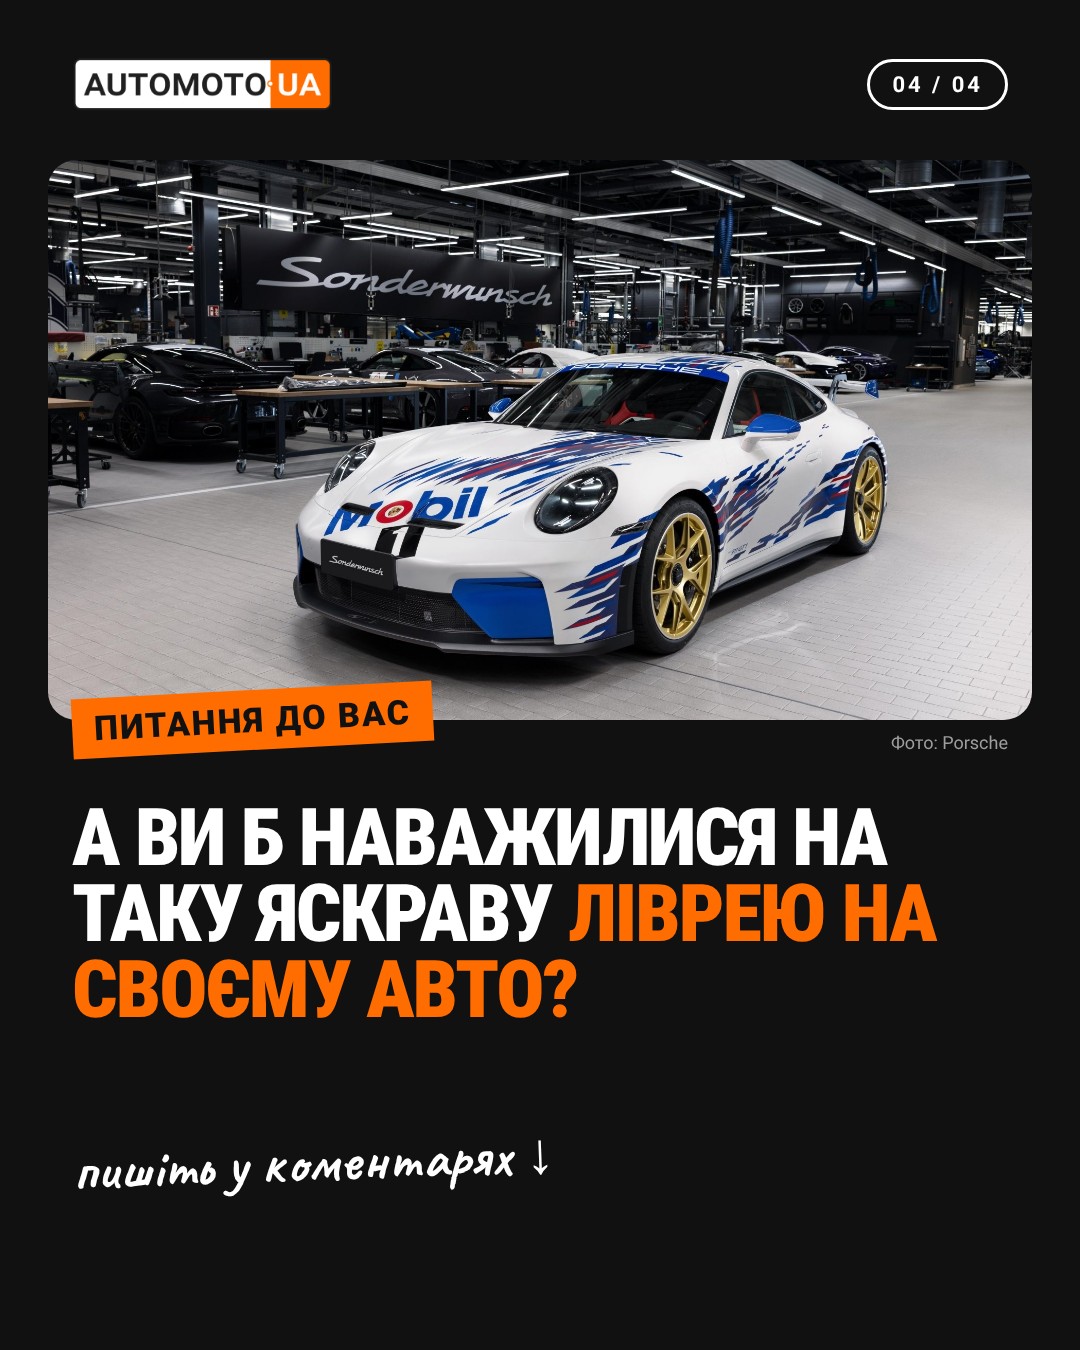 AUTOMOTO UA
04 / 04
Sonderwunsch
PORSCHE
Mobil
1
Sonderwunsch
ПИТАННЯ ДО ВАС
Фото: Porsche
А ВИ Б НАВАЖИЛИСЯ НА
ТАКУ ЯСКРАВУ ЛІВРЕЮ НА
СВОЄМУ АВТО?
пишіть у коментарях ↓